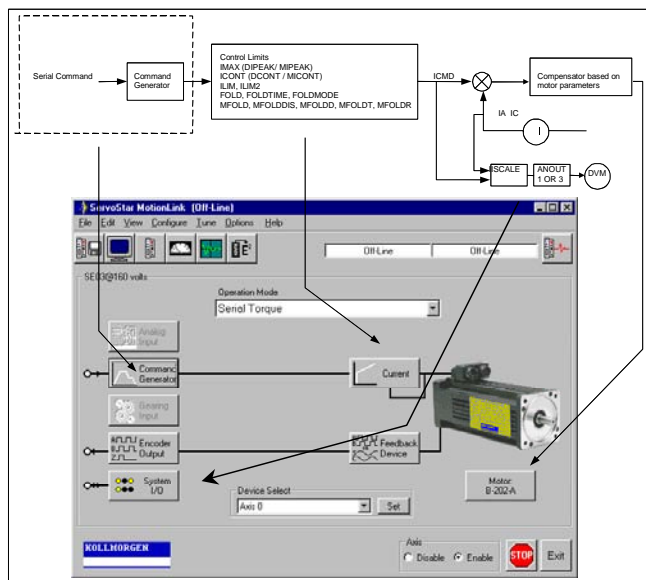 Serial Command
Command
Generator
Control Limits
IMAX (DIPEAK/ MIPEAK)
ICONT (DCONT / MICONT)
ILIM, ILIM2
FOLD, FOLDTIME, FOLDMODE
MFOLD, MFOLDDIS, MFOLDD, MFOLDT, MFOLDR
ICMD
Compensator based on
motor parameters
IA IC
I
ISCALE
ANOUT
1 OR 3
DVM
ServoStar MotionLink (Off-Line)
File Edit View Configure Tune Options Help
Off-Line Off-Line
SE03@160 volts
Operation Mode
Serial Torque
Analog
Input
Command
Generator
Current
Gearing
Input
Encoder
Output
Feedback
Device
System
I/O
Motor:
B-202-A
Device Select
Axis 0 Set
KOLLMORGEN
Axis
Disable Enable
STOP
Exit